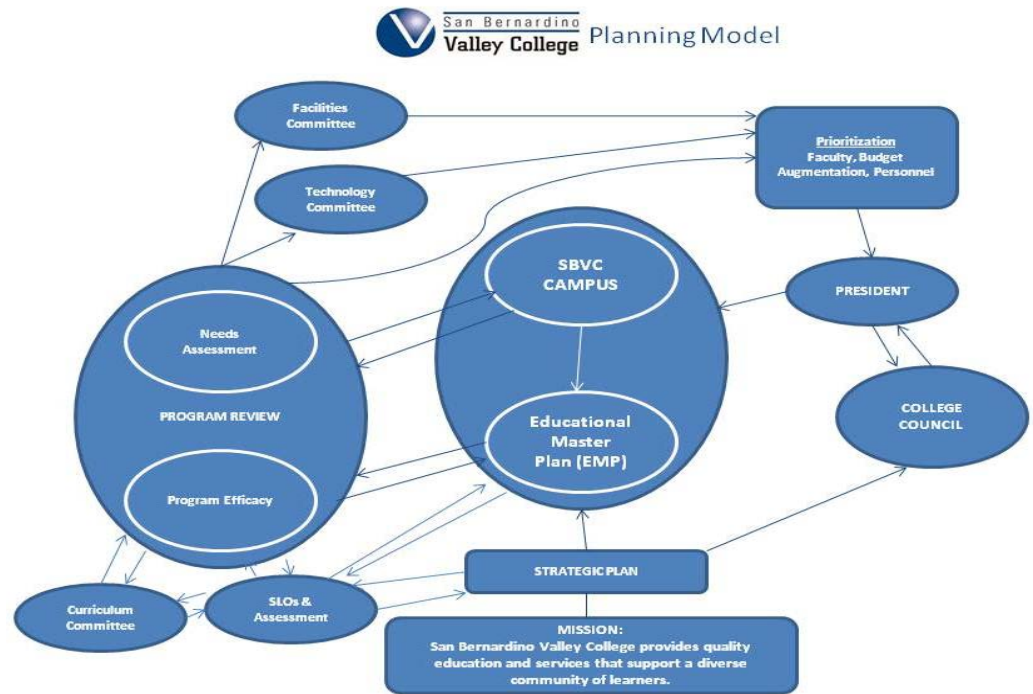 San Bernardino
Valley College Planning Model
Facilities
Committee
Technology
Committee
Prioritization
Faculty, Budget
Augmentation, Personnel
SBVC
CAMPUS
PRESIDENT
Needs
Assessment
PROGRAM REVIEW
Educational
Master
Plan (EMP)
COLLEGE
COUNCIL
Program Efficacy
STRATEGIC PLAN
Curriculum
Committee
SLOs &
Assessment
MISSION:
San Bernardino Valley College provides quality
education and services that support a diverse
community of learners.